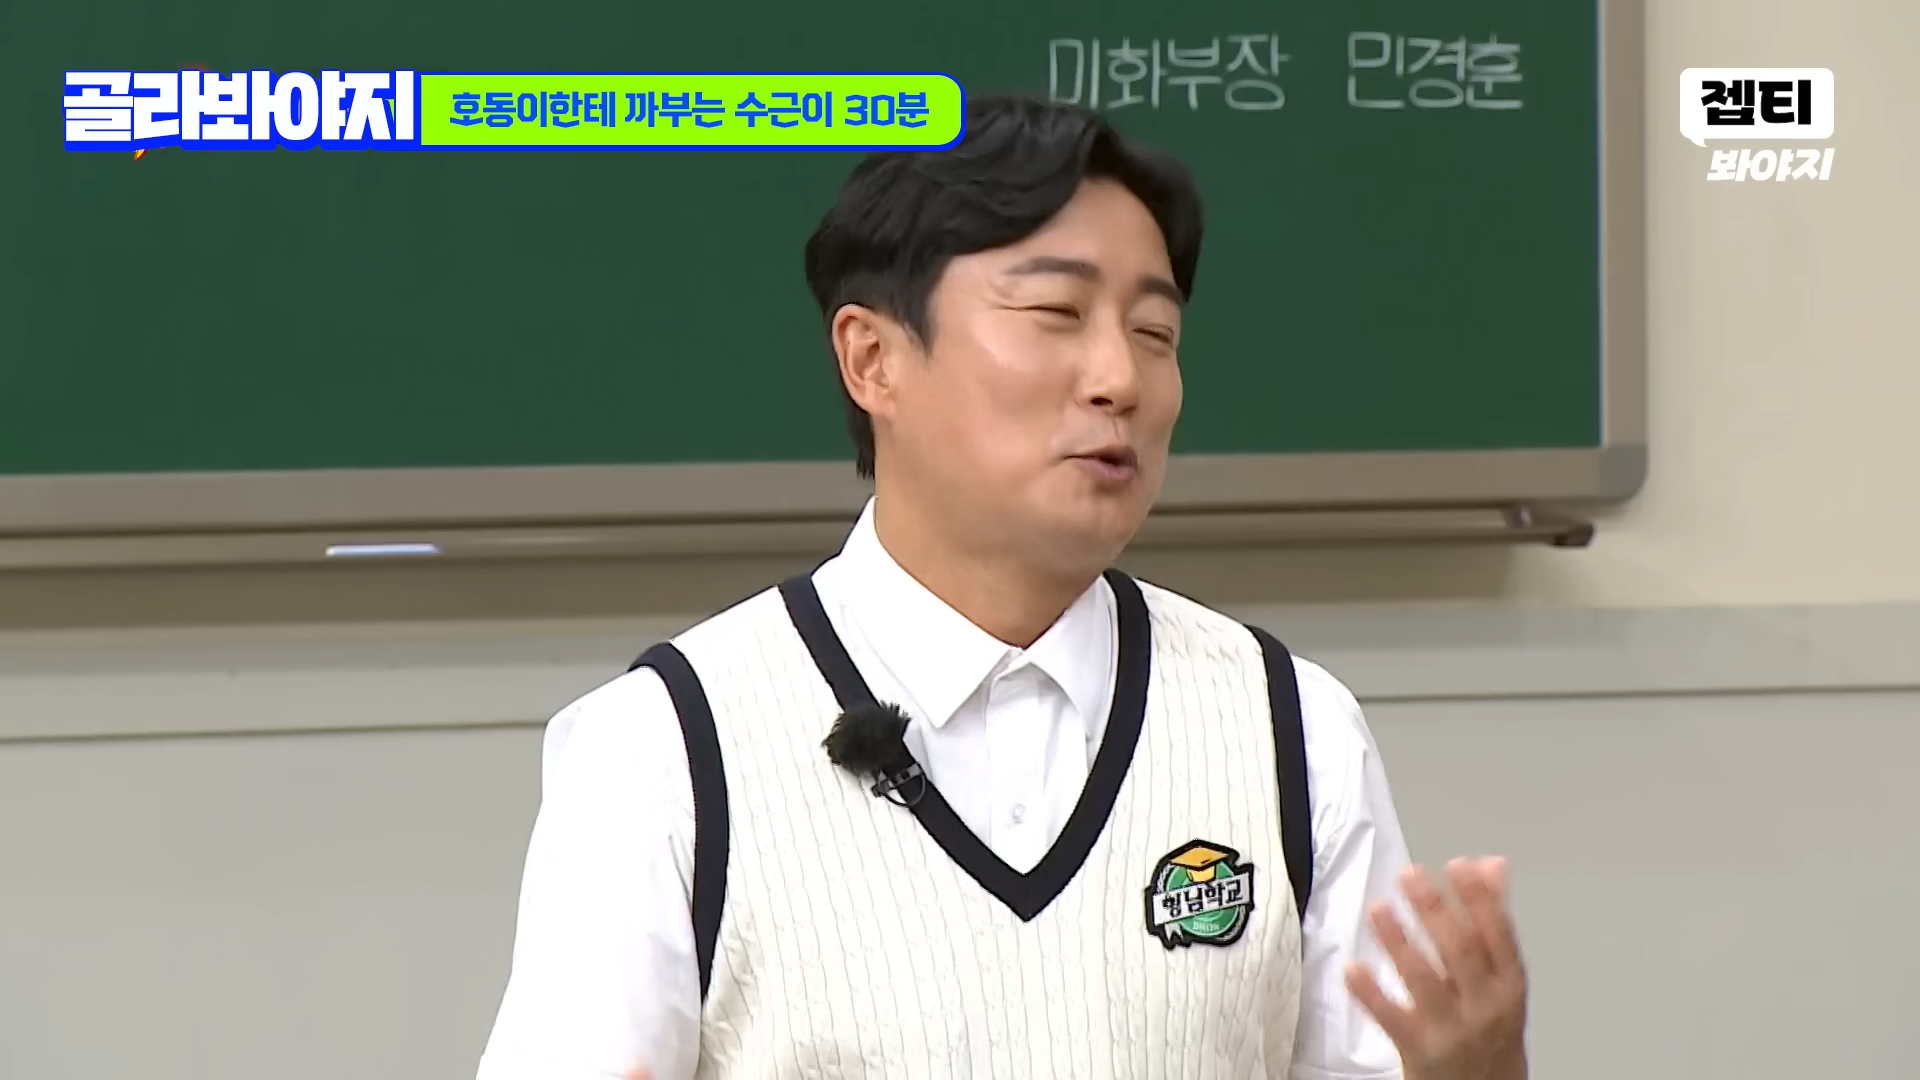 골라봐야지 호동이한테 까부는 수근이 30분
미화부장 민경훈
젭티
봐야지
형님학교